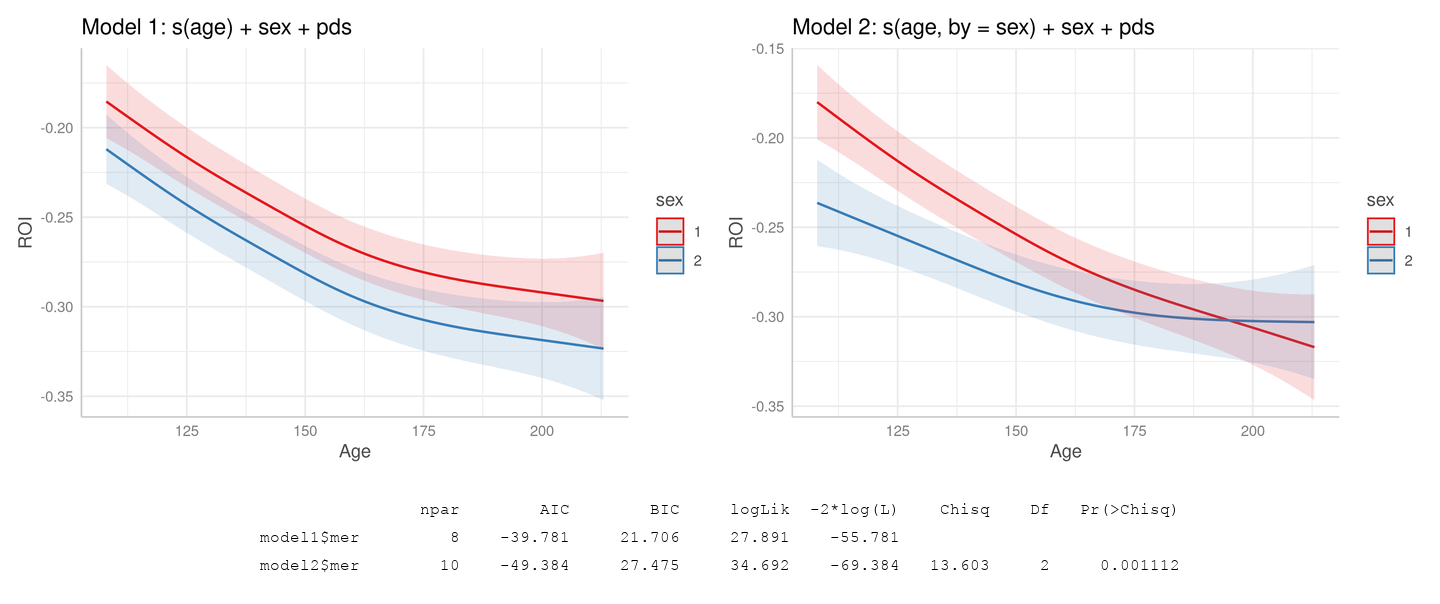 Model 1: s(age) + sex + pds
-0.20
-0.25
-0.30
-0.35
ROI
125 150 175 200
Age
sex
1
2
Model 2: s(age, by = sex) + sex + pds
-0.15
-0.20
-0.25
-0.30
-0.35
ROI
125 150 175 200
Age
sex
1
2
npar AIC BIC logLik -2*log(L) Chisq Df Pr(>Chisq)
model1$mer 8 -39.781 21.706 27.891 -55.781
model2$mer 10 -49.384 27.475 34.692 -69.384 13.603 2 0.001112